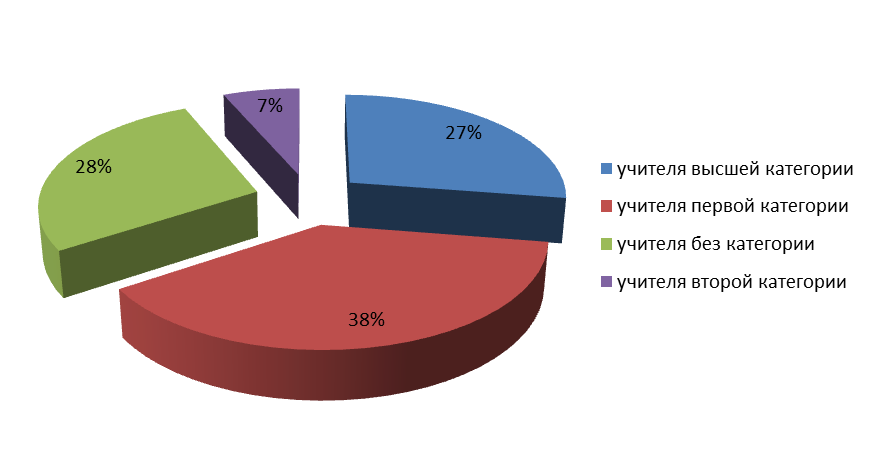 7%
27%
28%
38%
учителя высшей категории
учителя первой категории
учителя без категории
учителя второй категории